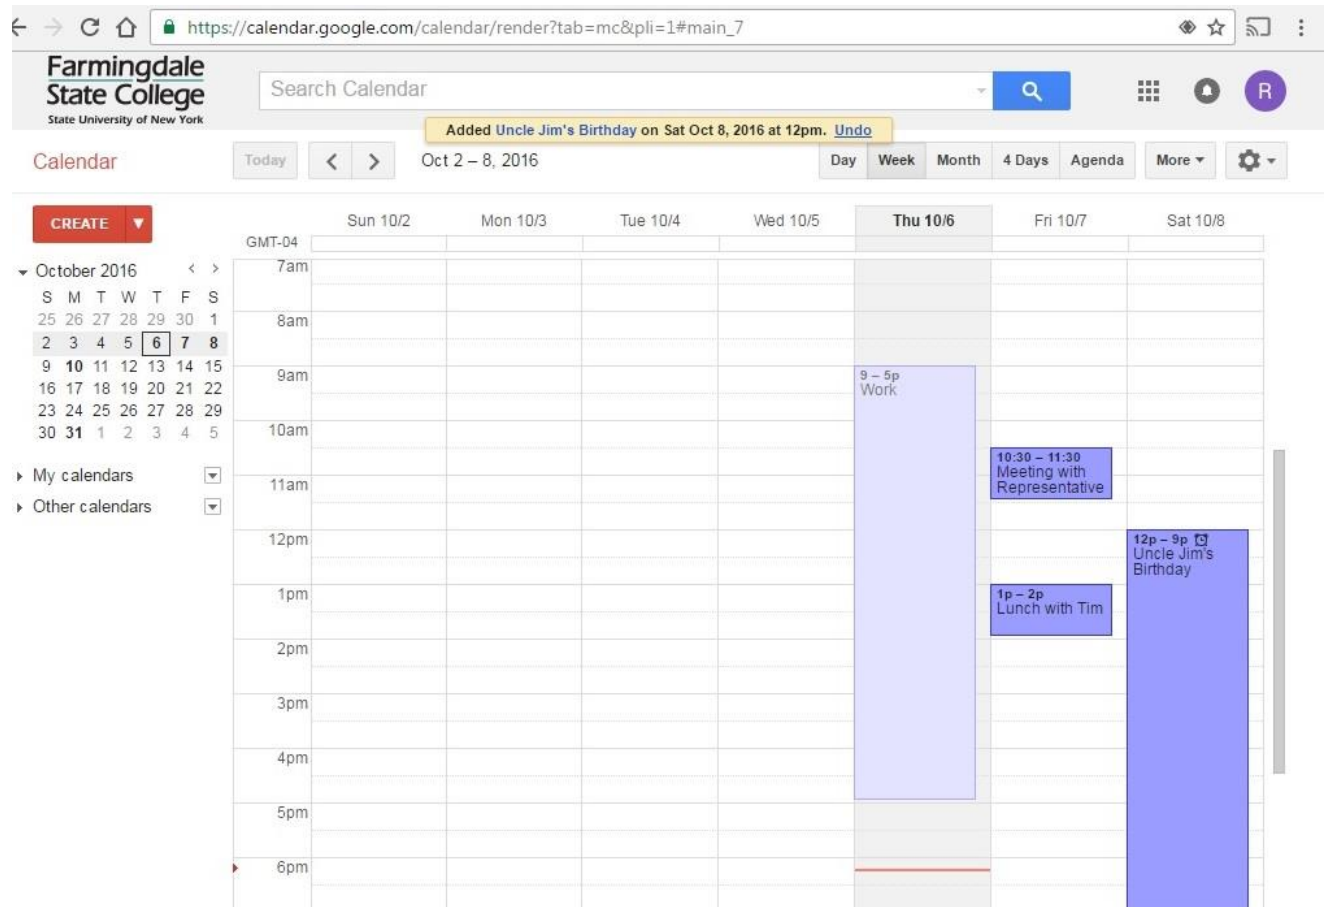 https://calendar.google.com/calendar/render?tab=mc&pli=1#main_7
Farmingdale
State College
State University of New York
Search Calendar
R
Added Uncle Jim's Birthday on Sat Oct 8, 2016 at 12pm. Undo
Calendar
Today
Oct 2 – 8, 2016
Day Week Month 4 Days Agenda
More
CREATE
Sun 10/2 Mon 10/3 Tue 10/4 Wed 10/5 Thu 10/6 Fri 10/7 Sat 10/8
GMT-04
October 2016 < >
S M T W T F S
25 26 27 28 29 30 1
2 3 4 5 6 7 8
9 10 11 12 13 14 15
16 17 18 19 20 21 22
23 24 25 26 27 28 29
30 31 1 2 3 4 5
My calendars
Other calendars
7am
8am
9am
10am
11am
12pm
1pm
2pm
3pm
4pm
5pm
6pm
9 – 5p
Work
10:30 – 11:30
Meeting with
Representative
1p – 2p
Lunch with Tim
12p – 9p
Uncle Jim's
Birthday